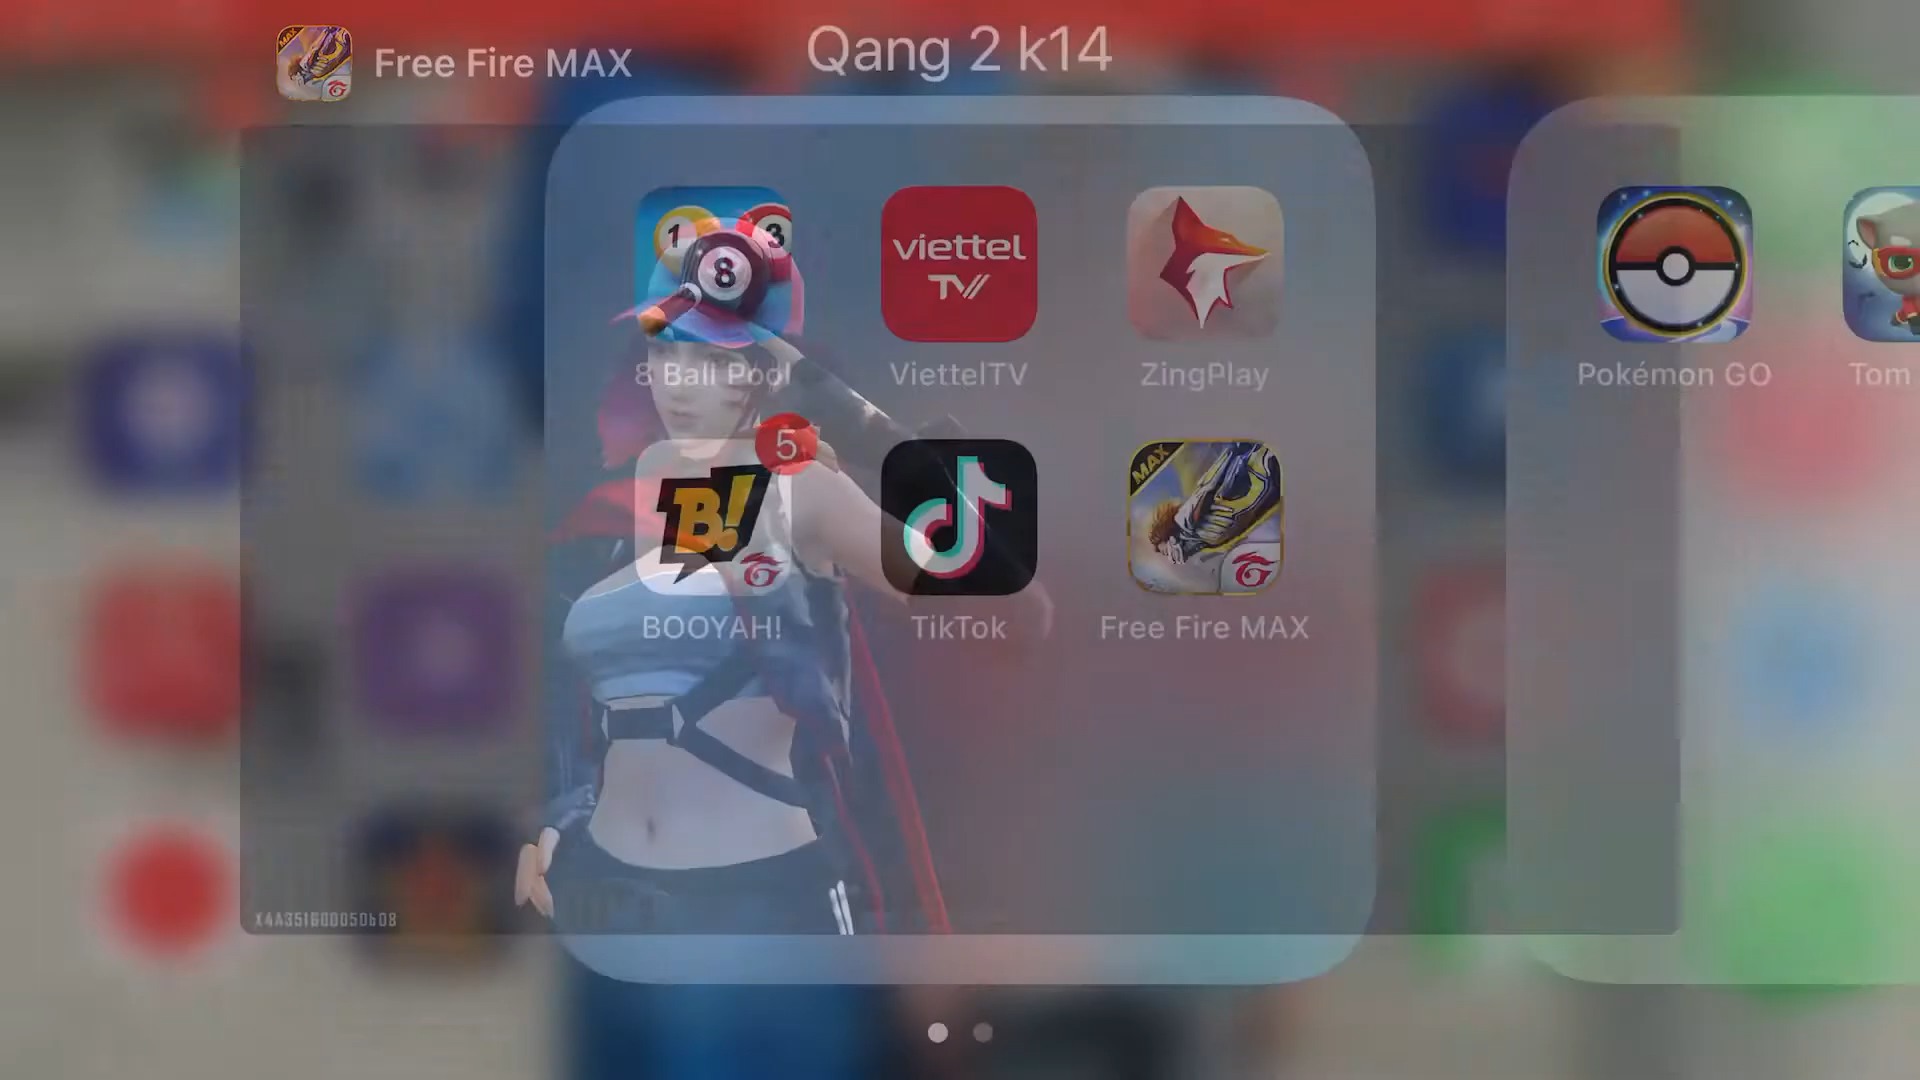 Free Fire MAX
Qang 2 k14
1
3
8
viettel
TV
8 Ball Pool
ViettelTV
ZingPlay
Pokémon GO
Tom
5
MAX
B!
BOOYAH!
TikTok
Free Fire MAX